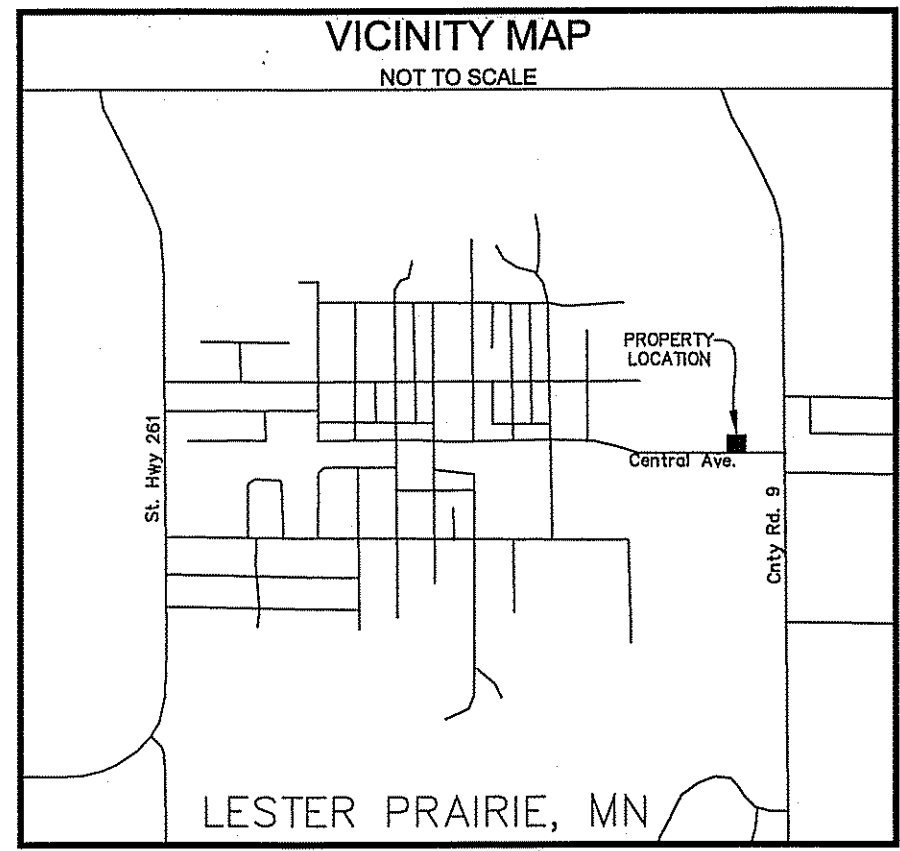 VICINITY MAP
NOT TO SCALE
PROPERTY
LOCATION
St. Hwy 261
Central Ave.
Cnty Rd. 9
LESTER PRAIRIE, MN